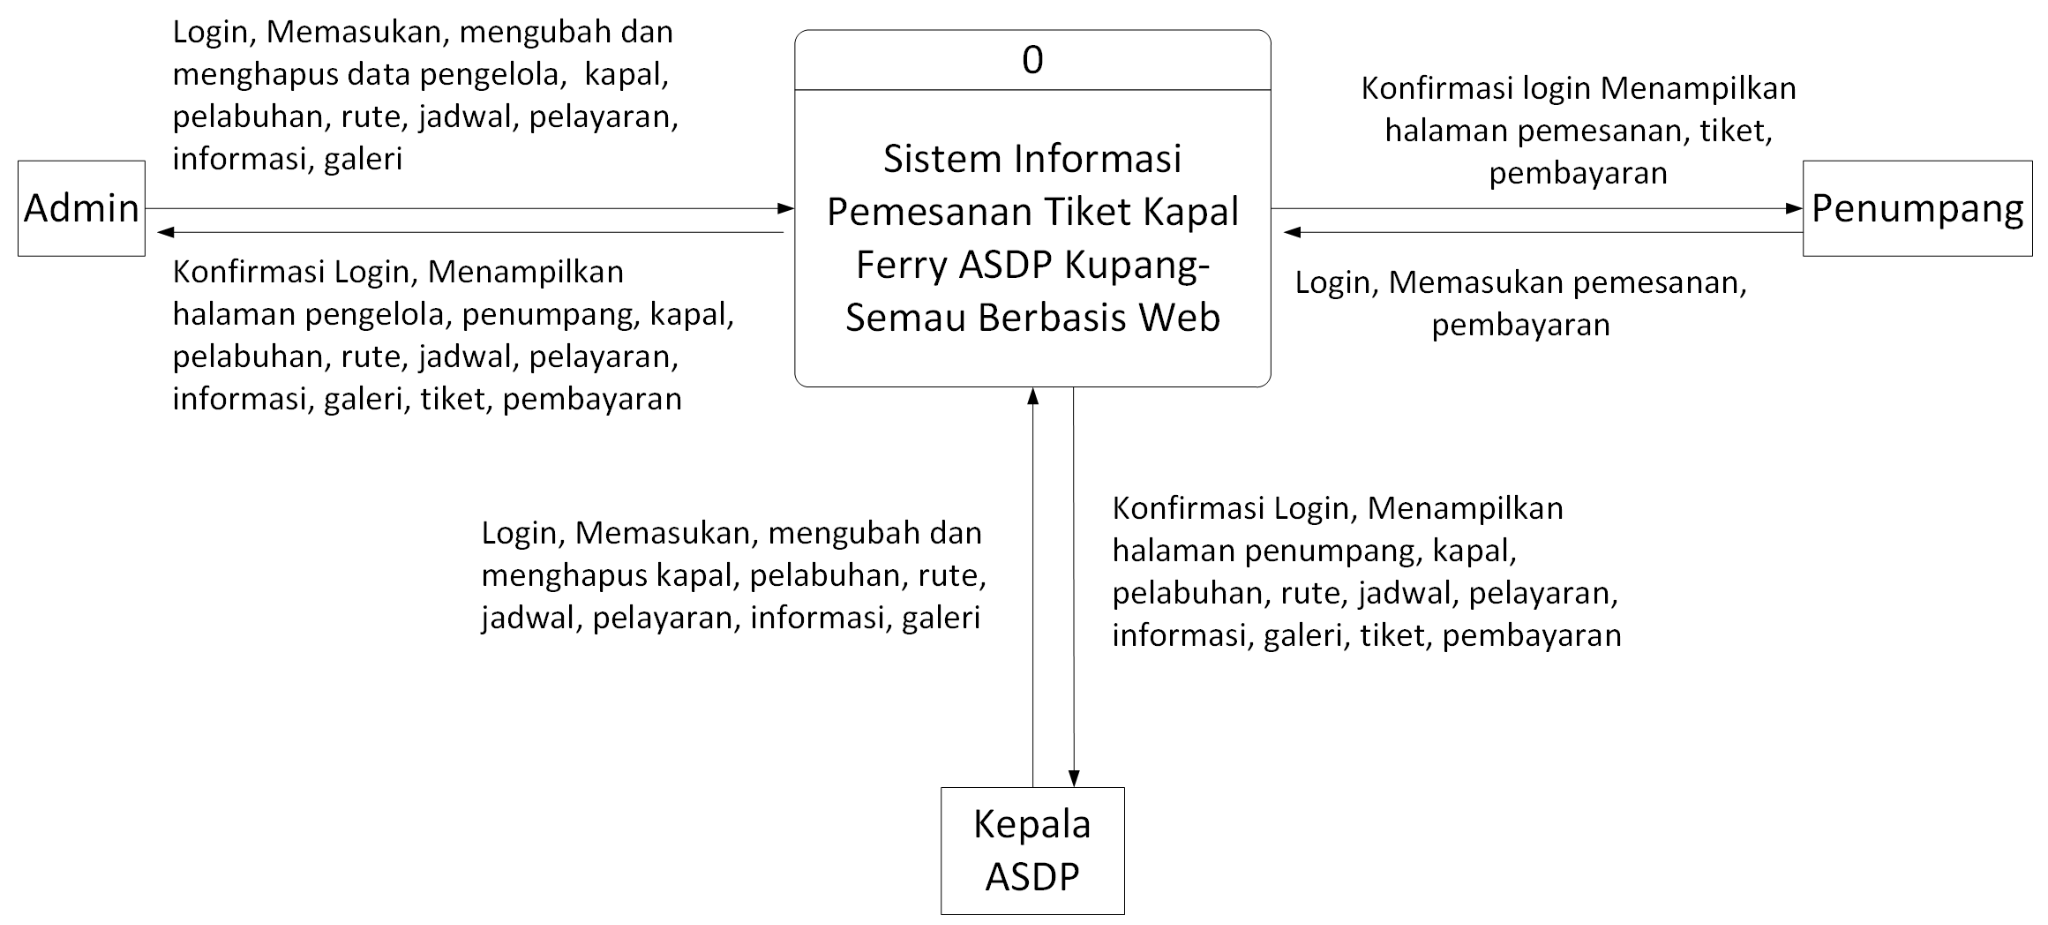 Login, Memasukan, mengubah dan
menghapus data pengelola, kapal,
pelabuhan, rute, jadwal, pelayaran,
informasi, galeri
Admin
Konfirmasi Login, Menampilkan
halaman pengelola, penumpang, kapal,
pelabuhan, rute, jadwal, pelayaran,
informasi, galeri, tiket, pembayaran
0
Sistem Informasi
Pemesanan Tiket Kapal
Ferry ASDP Kupang-
Semau Berbasis Web
Konfirmasi login Menampilkan
halaman pemesanan, tiket,
pembayaran
Penumpang
Login, Memasukan pemesanan,
pembayaran
Login, Memasukan, mengubah dan
menghapus kapal, pelabuhan, rute,
jadwal, pelayaran, informasi, galeri
Konfirmasi Login, Menampilkan
halaman penumpang, kapal,
pelabuhan, rute, jadwal, pelayaran,
informasi, galeri, tiket, pembayaran
Kepala
ASDP